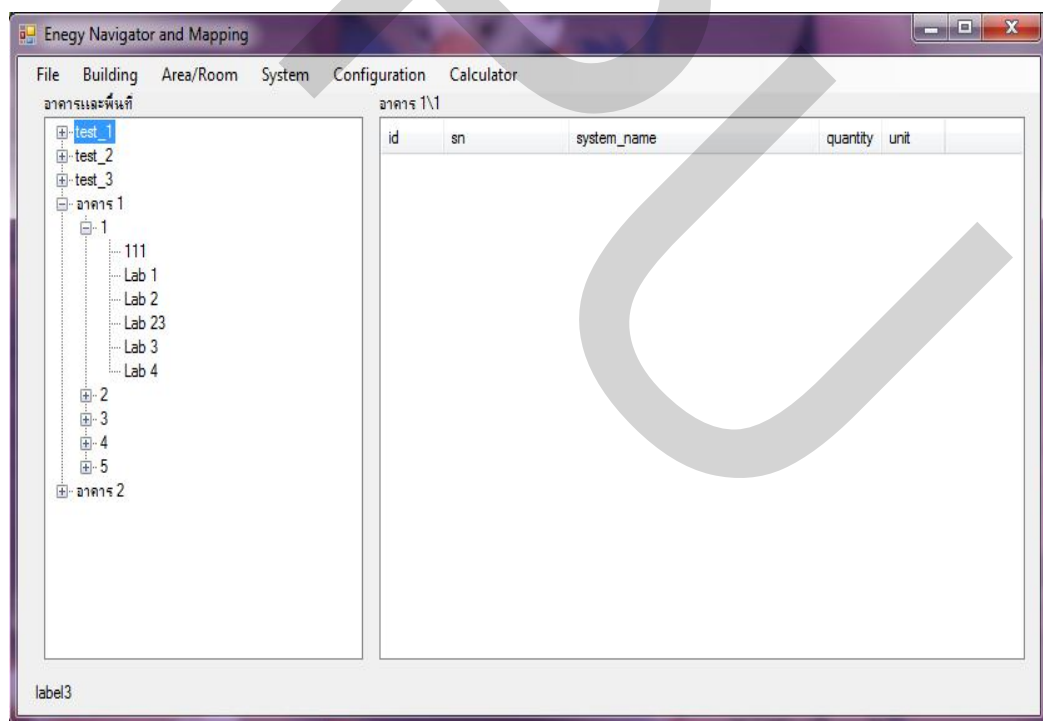 Enegy Navigator and Mapping
File Building Area/Room System Configuration Calculator
อาคารและพื้นที่
อาคาร 1\1
test_1
test_2
test_3
อาคาร 1
1
111
Lab 1
Lab 2
Lab 23
Lab 3
Lab 4
2
3
4
5
อาคาร 2
id sn system_name quantity unit
label3